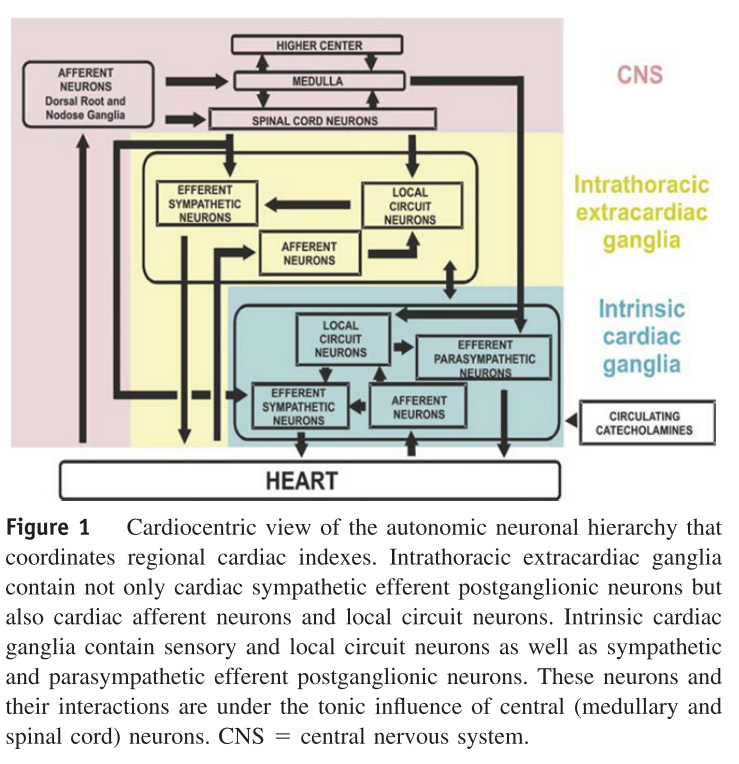 HIGHER CENTER
AFFERENT
NEURONS
Dorsal Root and
Nodose Ganglia
MEDULLA
SPINAL CORD NEURONS
CNS
EFFERENT
SYMPATHETIC
NEURONS
LOCAL
CIRCUIT
NEURONS
AFFERENT
NEURONS
Intrathoracic
extracardiac
ganglia
LOCAL
CIRCUIT
NEURONS
EFFERENT
PARASYMPATHETIC
NEURONS
EFFERENT
SYMPATHETIC
NEURONS
AFFERENT
NEURONS
Intrinsic
cardiac
ganglia
CIRCULATING
CATECHOLAMINES
HEART
Figure 1 Cardiocentric view of the autonomic neuronal hierarchy that
coordinates regional cardiac indexes. Intrathoracic extracardiac ganglia
contain not only cardiac sympathetic efferent postganglionic neurons but
also cardiac afferent neurons and local circuit neurons. Intrinsic cardiac
ganglia contain sensory and local circuit neurons as well as sympathetic
and parasympathetic efferent postganglionic neurons. These neurons and
their interactions are under the tonic influence of central (medullary and
spinal cord) neurons. CNS = central nervous system.